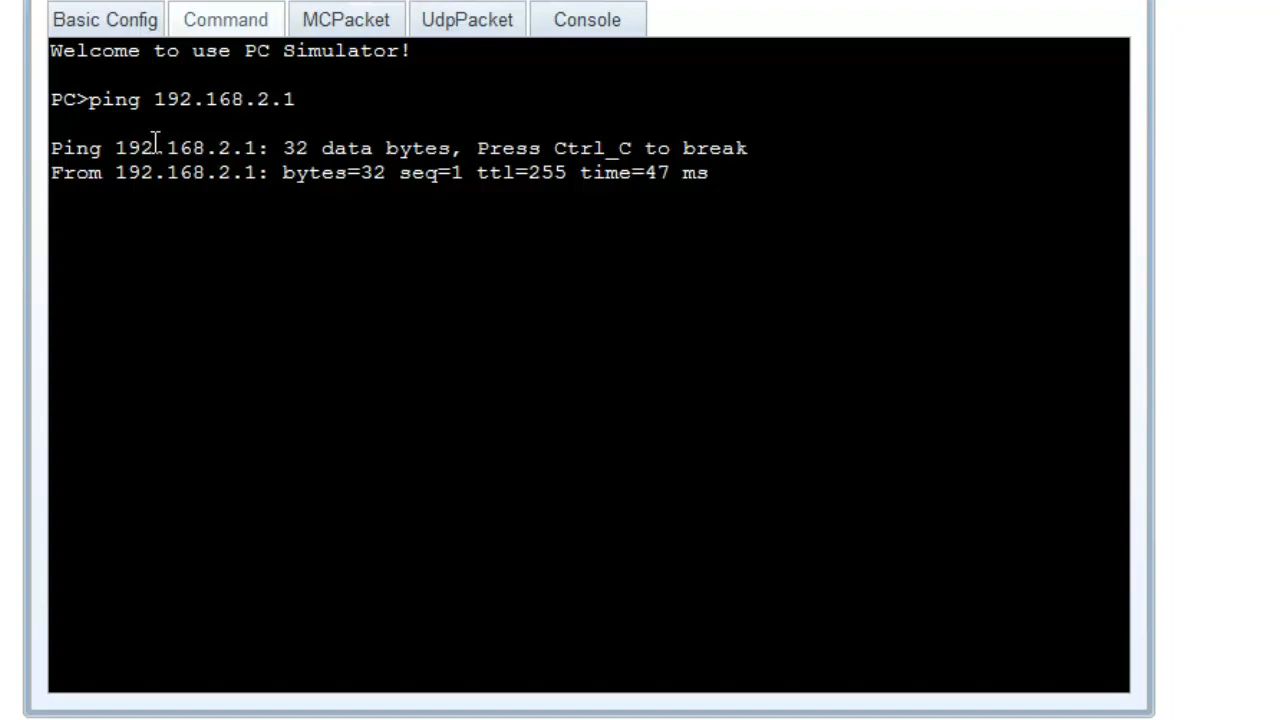 Basic Config Command MCPacket UdpPacket Console
Welcome to use PC Simulator!
PC>ping 192.168.2.1
Ping 192.168.2.1: 32 data bytes, Press Ctrl_C to break
From 192.168.2.1: bytes=32 seq=1 ttl=255 time=47 ms